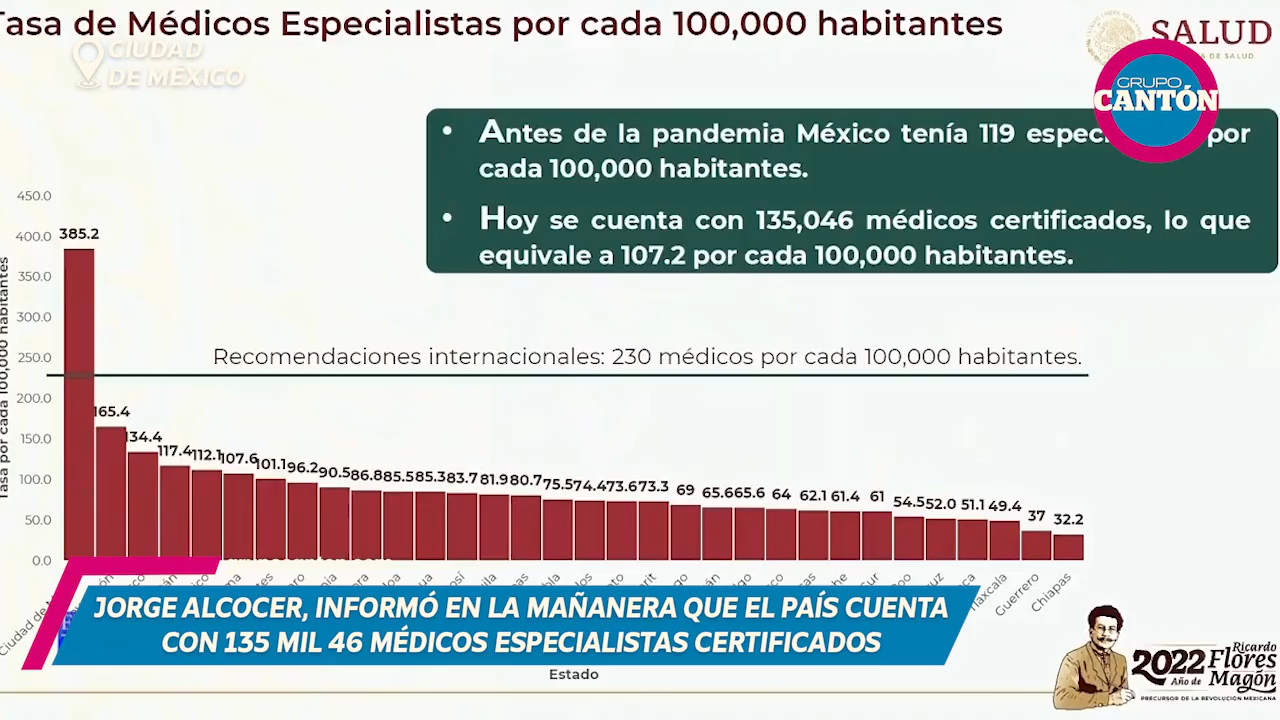 Tasa de Médicos Especialistas por cada 100,000 habitantes
SALUD
CIUDAD
DE MÉXICO
GRUPO
CANTÓN
• Antes de la pandemia México tenía 119 por
cada 100,000 habitantes.
• Hoy se cuenta con 135,046 médicos certificados, lo que
equivale a 107.2 por cada 100,000 habitantes.
Tasa por cada 100,000 habitantes
450.0
400.0
350.0
300.0
250.0
200.0
150.0
100.0
50.0
0.0
Recomendaciones internacionales: 230 médicos por cada 100,000 habitantes.
385.2 165.4 134.4 117.4 112.1 107.6 101.1 96.2 90.5 86.8 85.5 85.3 83.7 81.9 80.7 75.5 74.4 73.6 73.3 69 65.6 65.6 64 62.1 61.4 61 54.5 52.0 51.1 49.4 37 32.2
Tlaxcala Guerrero Chiapas
JORGE ALCOCER, INFORMÓ EN LA MAÑANERA QUE EL PAÍS CUENTA
CON 135 MIL 46 MÉDICOS ESPECIALISTAS CERTIFICADOS
Estado
2022 Ricardo
Flores
Año de Magón
PRECURSOR DE LA REVOLUCIÓN MEXICANA